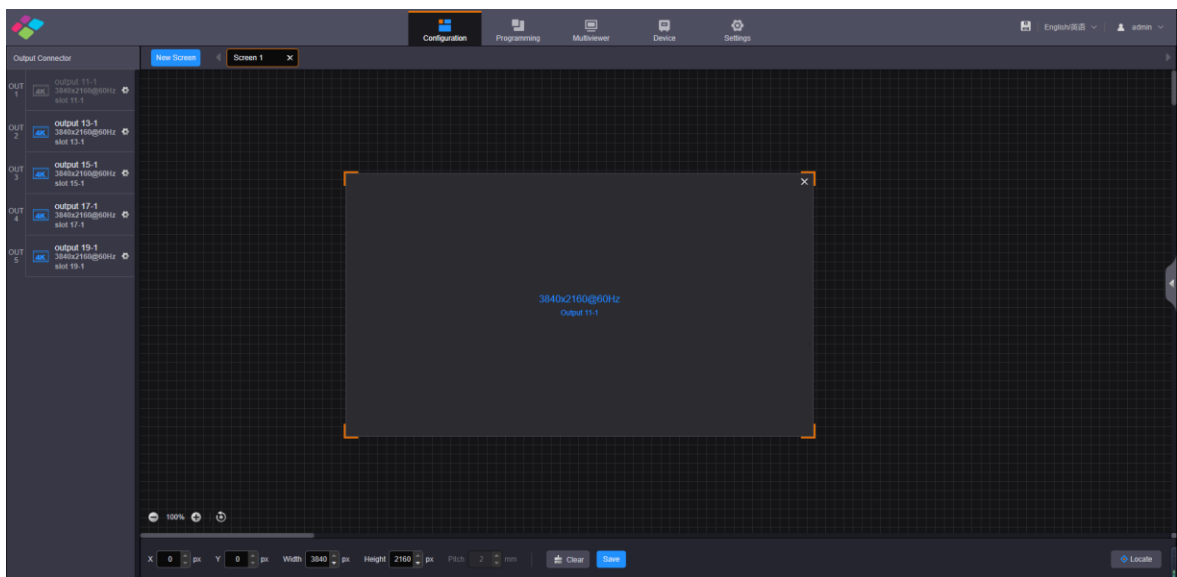 Configuration
Programming
Multiviewer
Device
Settings
English/英语
admin
Output Connector
New Screen
Screen 1
OUT 1
4K
output 11-1
3840x2160@60Hz
slot 11-1
OUT 2
4K
output 13-1
3840x2160@60Hz
slot 13-1
OUT 3
4K
output 15-1
3840x2160@60Hz
slot 15-1
OUT 4
4K
output 17-1
3840x2160@60Hz
slot 17-1
OUT 5
4K
output 19-1
3840x2160@60Hz
slot 19-1
3840x2160@60Hz
Output 11-1
100%
X 0 px Y 0 px Width 3840 px Height 2160 px Pitch 2 mm Clear Save Locate